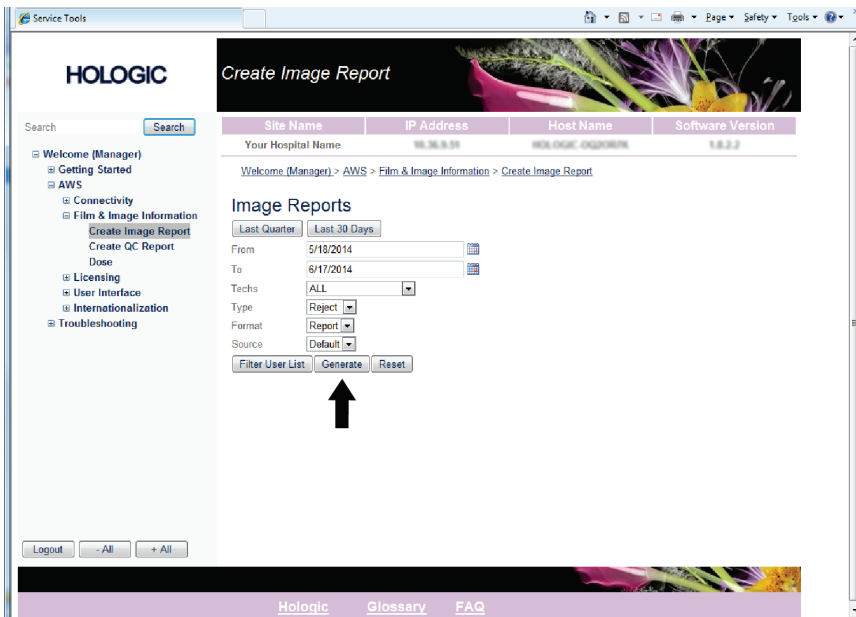 Service Tools
Page Safety Tools
HOLOGIC
Create Image Report
Search Search
Site Name IP Address Host Name Software Version
Your Hospital Name 1.8.2.2
Welcome (Manager) > AWS > Film & Image Information > Create Image Report
Welcome (Manager)
Getting Started
AWS
Connectivity
Film & Image Information
Create Image Report
Create QC Report
Dose
Licensing
User Interface
Internationalization
Troubleshooting
Image Reports
Last Quarter Last 30 Days
From 5/18/2014
To 6/17/2014
Techs ALL
Type Reject
Format Report
Source Default
Filter User List Generate Reset
Logout - All + All
Hologic Glossary FAQ